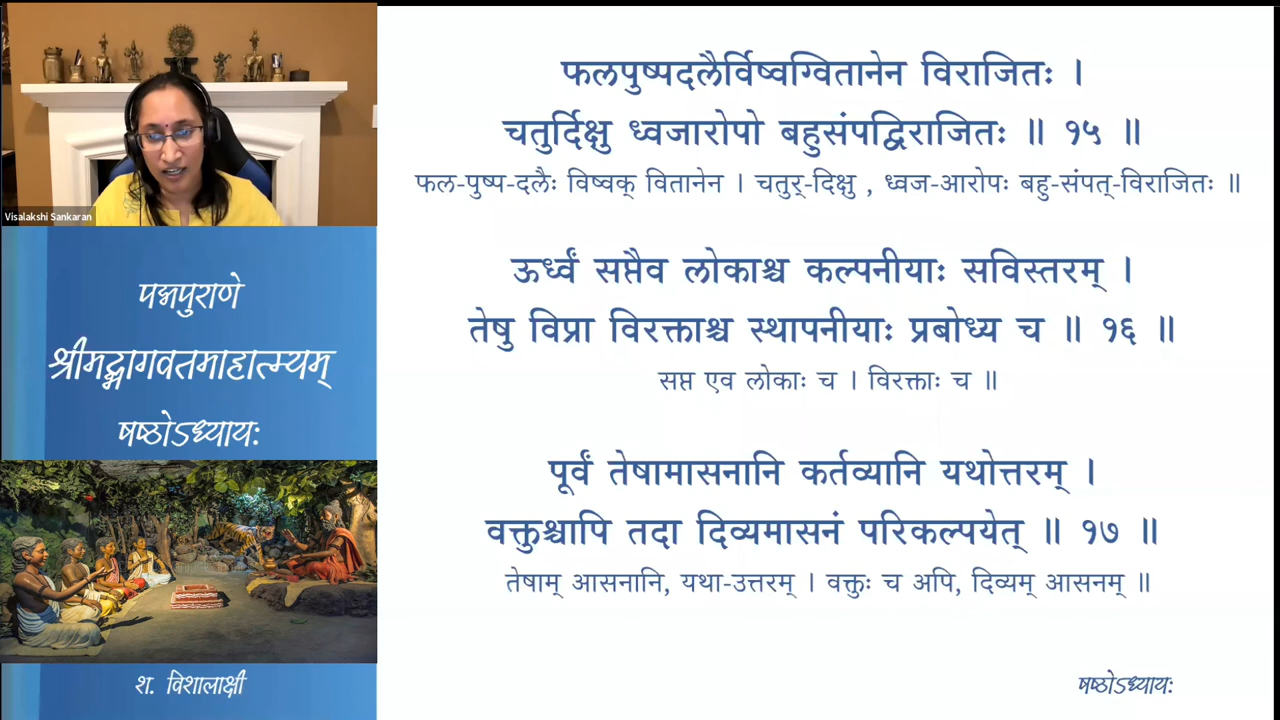 Visalakshi Sankaran
पद्मपुराणे
श्रीमद्भागवतमाहात्म्यम्
षष्ठोऽध्यायः
श. विशालाक्षी
फलपुष्पदलैर्विष्वग्वितानेन विराजितः ।
चतुर्दिक्षु ध्वजारोपो बहुसंपद्विराजितः ॥ १५ ॥
फल-पुष्प-दलैः विष्वक् वितानेन । चतुर्-दिक्षु , ध्वज-आरोपः बहु-संपत्-विराजितः ॥
ऊर्ध्वं सप्तैव लोकाश्च कल्पनीयाः सविस्तरम् ।
तेषु विप्रा विरक्ताश्च स्थापनीयाः प्रबोध्य च ॥ १६ ॥
सप्त एव लोकाः च । विरक्ताः च ॥
पूर्वं तेषामासनानि कर्तव्यानि यथोत्तरम् ।
वक्तुश्चापि तदा दिव्यमासनं परिकल्पयेत् ॥ १७ ॥
तेषाम् आसनानि, यथा-उत्तरम् । वक्तुः च अपि, दिव्यम् आसनम् ॥
षष्ठोऽध्यायः